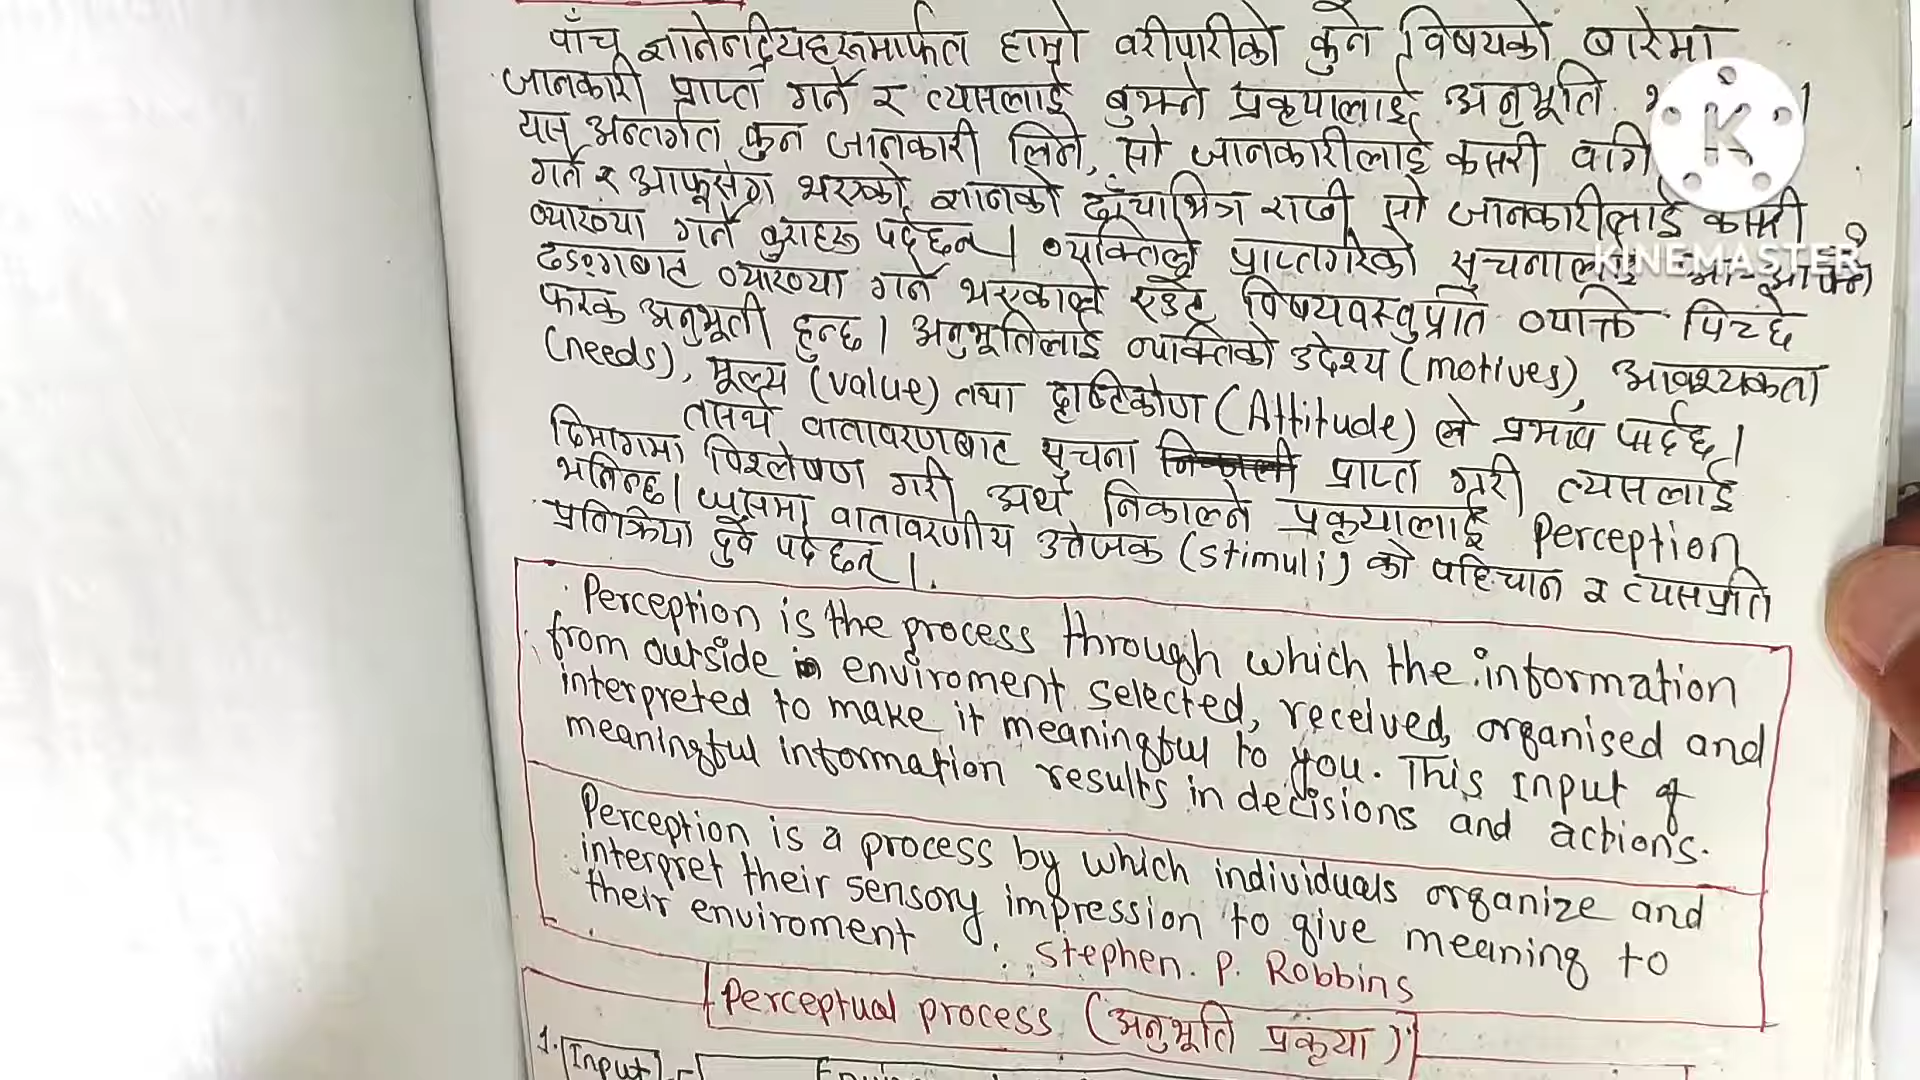 पाँच ज्ञानेन्द्रियहरूमार्फत हाम्रो वरीपारीको कुनै विषयको बारेमा
जानकारी प्राप्त गर्ने र त्यसलाई बुझ्ने प्रकृयालाई अनुभूति
यस अन्तर्गत कुन जानकारी लिने, सो जानकारीलाई कसरी वर्गि
गर्ने र आफूसंग भएको ज्ञानको ढाँचाभित्र राखी सो जानकारीलाई कसरी
व्याख्या गर्ने कुराहरू पर्दछन् । व्यक्तिले प्राप्तगरेको सूचनालाई आ-आफ्नै
ढङगबाट व्याख्या गर्ने भएकाले एउटै विषयवस्तुप्रति व्यक्ति पिच्छे
फरक अनुभूती हुन्छ । अनुभूतिलाई व्यक्तिको उदेश्य (motives), आवश्यकता
(needs), मूल्य (value) तथा दृष्टिकोण (Attitude) ले प्रभाव पार्दछ ।
तसर्थ वातावरणबाट सूचना प्राप्त गरी त्यसलाई
दिमागमा विश्लेषण गरी अर्थ निकाल्ने प्रकृयालाई Perception
भनिन्छ । यसमा वातावरणीय उत्तेजक (stimuli) को पहिचान र त्यसप्रति
प्रतिक्रिया दुवै पर्दछन् ।
Perception is the process through which the information
from outside enviroment selected, received, organised and
interpreted to make it meaningful to you. This input of
meaningful information results in decisions and actions.
Perception is a process by which individuals organize and
interpret their sensory impression to give meaning to
their enviroment
Stephen. P. Robbins
Perceptual process (अनुभूति प्रकृया)
1. Input
K
KINEMASTER